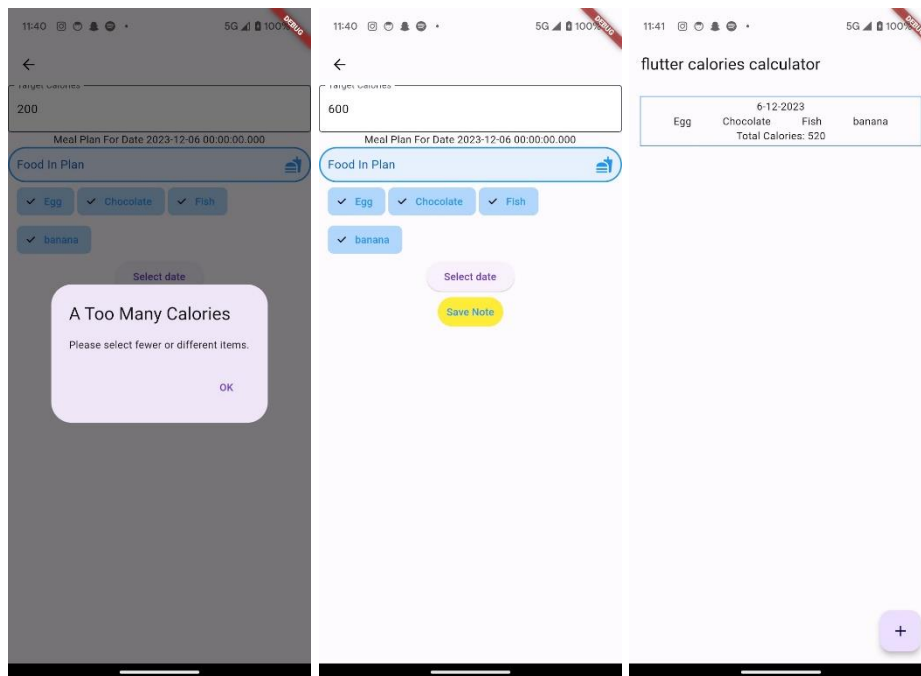 11:40
5G 100%
DEBUG
Target Calories
200
Meal Plan For Date 2023-12-06 00:00:00.000
Food In Plan
Egg Chocolate Fish
banana
Select date
A Too Many Calories
Please select fewer or different items.
OK
11:40
5G 100%
DEBUG
Target Calories
600
Meal Plan For Date 2023-12-06 00:00:00.000
Food In Plan
Egg Chocolate Fish
banana
Select date
Save Note
11:41
5G 100%
DEBUG
flutter calories calculator
6-12-2023
Egg Chocolate Fish banana
Total Calories: 520